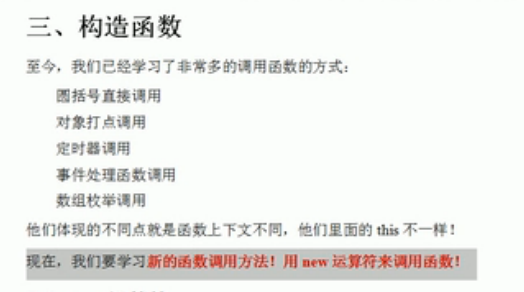 三、构造函数
至今，我们已经学习了非常多的调用函数的方式：
圆括号直接调用
对象打点调用
定时器调用
事件处理函数调用
数组枚举调用
他们体现的不同点就是函数上下文不同，他们里面的 this 不一样！
现在，我们要学习新的函数调用方法！用 new 运算符来调用函数！